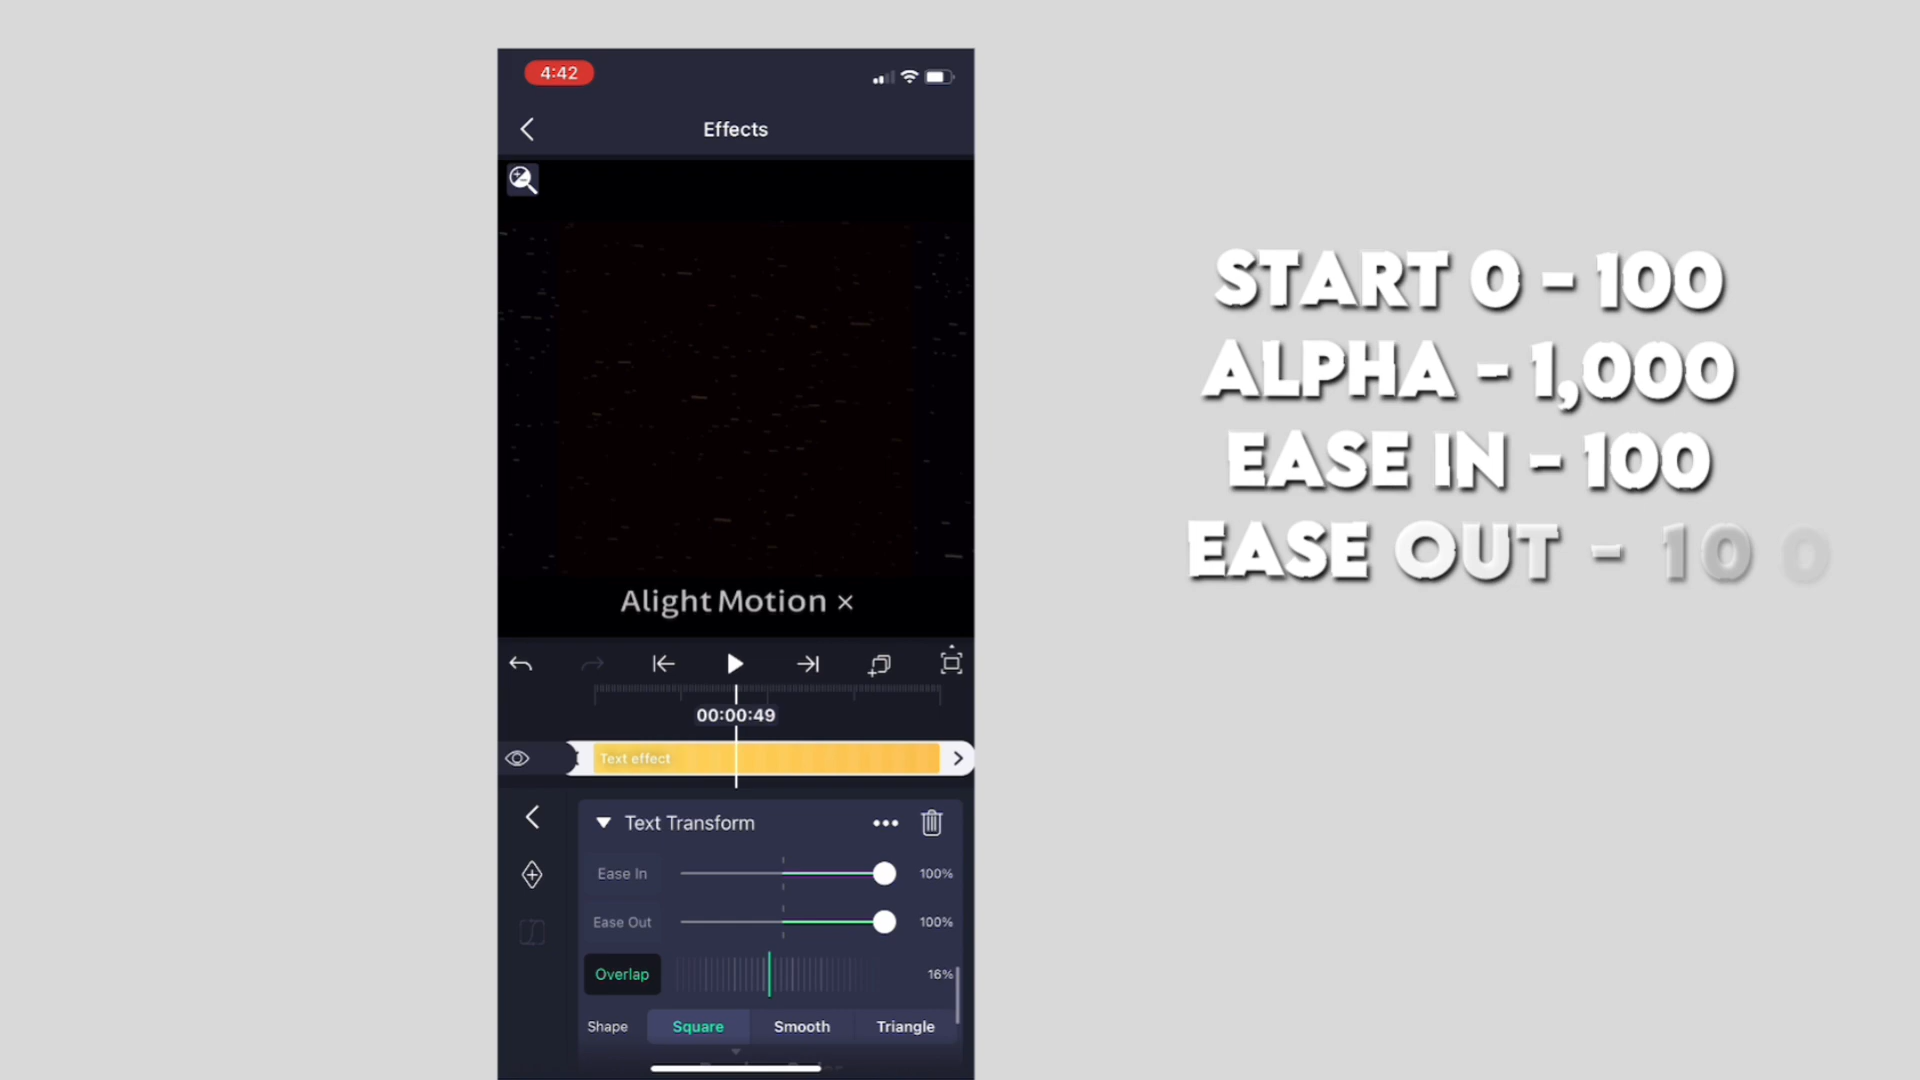 4:42
Effects
Alight Motion ×
00:00:49
Text effect
Text Transform
Ease In 100%
Ease Out 100%
Overlap 16%
Shape Square Smooth Triangle
START 0 - 100
ALPHA - 1,000
EASE IN - 100
EASE OUT - 10 0